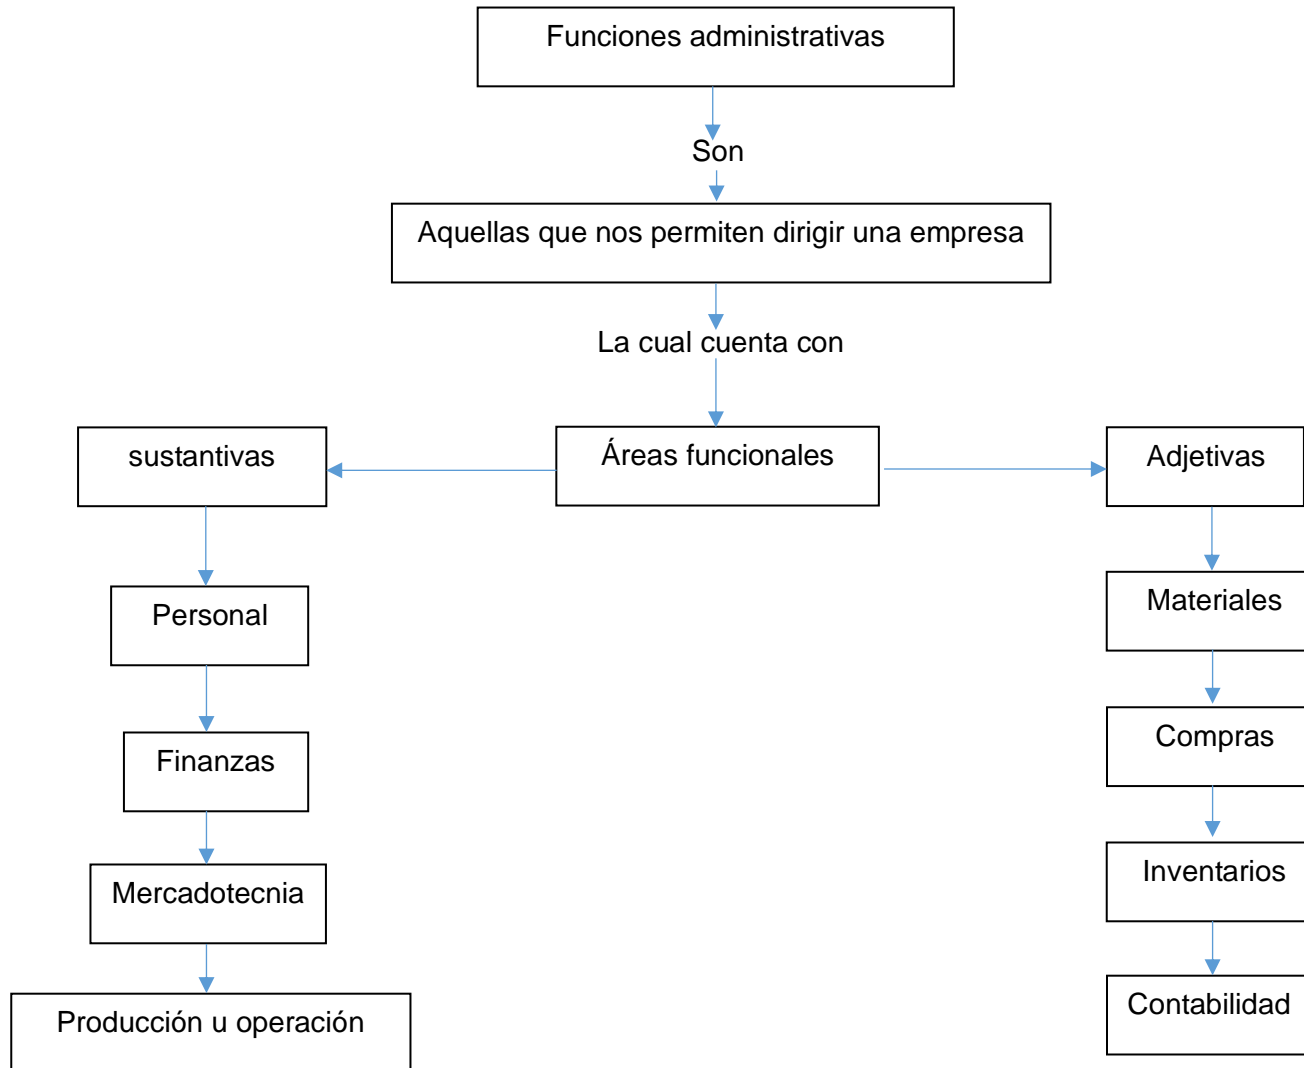 Funciones administrativas
Son
Aquellas que nos permiten dirigir una empresa
La cual cuenta con
sustantivas
Áreas funcionales
Adjetivas
Personal
Materiales
Finanzas
Compras
Mercadotecnia
Inventarios
Producción u operación
Contabilidad